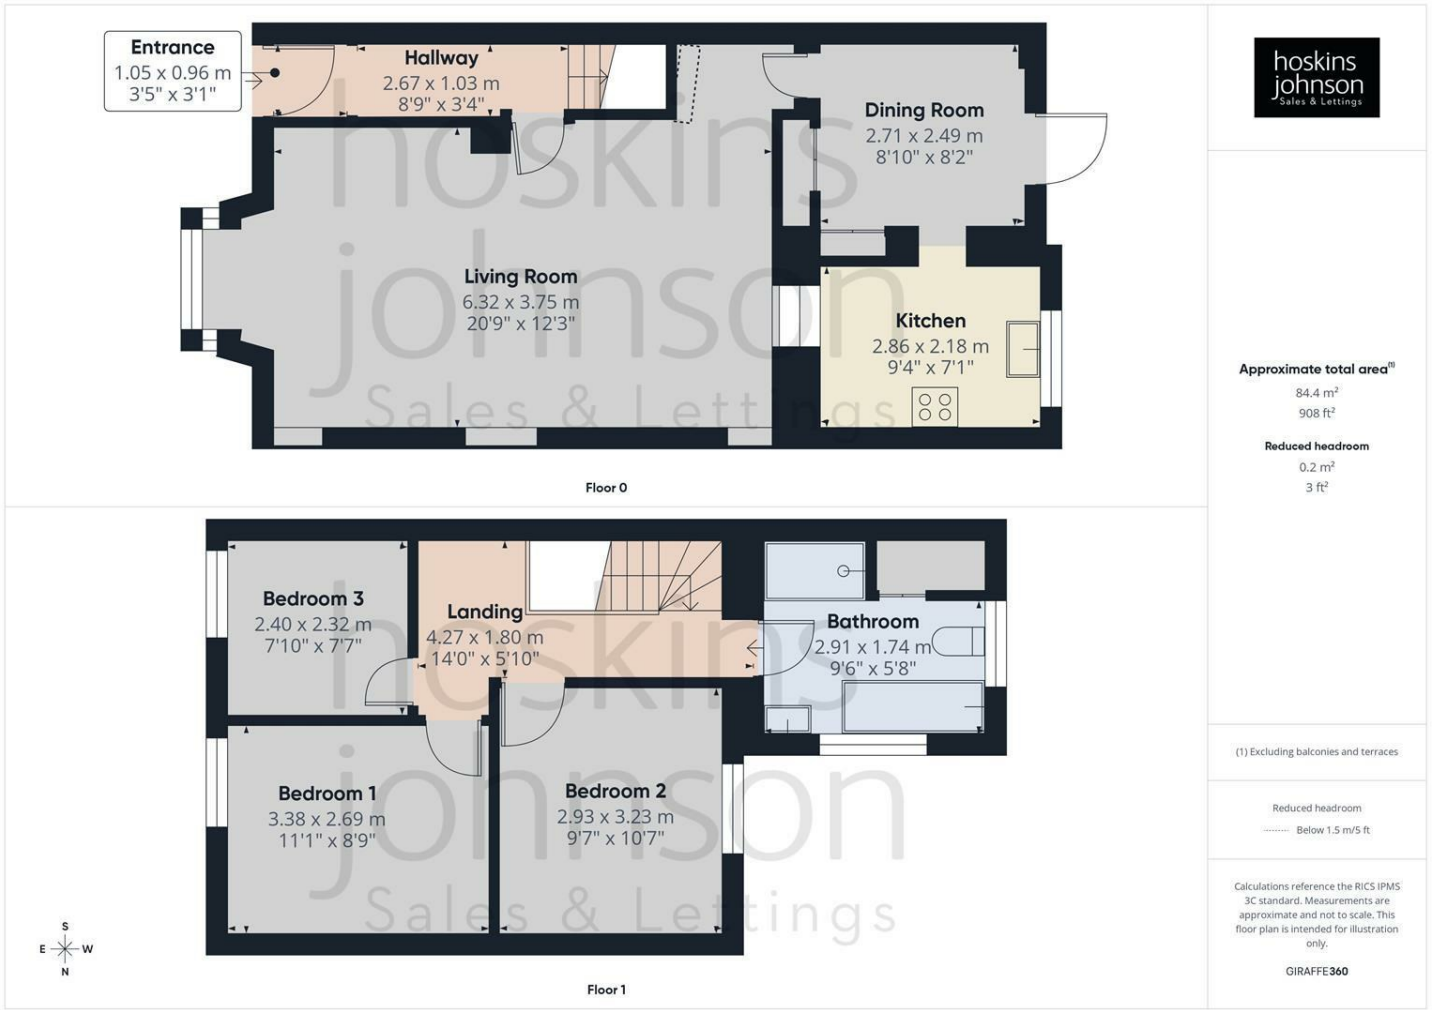 Entrance
1.05 x 0.96 m
3'5" x 3'1"
Hallway
2.67 x 1.03 m
8'9" x 3'4"
Dining Room
2.71 x 2.49 m
8'10" x 8'2"
Living Room
6.32 x 3.75 m
20'9" x 12'3"
Kitchen
2.86 x 2.18 m
9'4" x 7'1"
hoskins
johnson
Sales & Lettings
Floor 0
Bedroom 3
2.40 x 2.32 m
7'10" x 7'7"
Landing
4.27 x 1.80 m
14'0" x 5'10"
Bathroom
2.91 x 1.74 m
9'6" x 5'8"
Bedroom 1
3.38 x 2.69 m
11'1" x 8'9"
Bedroom 2
2.93 x 3.23 m
9'7" x 10'7"
hoskins
johnson
Sales & Lettings
S
E W
N
Floor 1
hoskins
johnson
Sales & Lettings
Approximate total area(1)
84.4 m²
908 ft²
Reduced headroom
0.2 m²
3 ft²
(1) Excluding balconies and terraces
Reduced headroom
Below 1.5 m/5 ft
Calculations reference the RICS IPMS
3C standard. Measurements are
approximate and not to scale. This
floor plan is intended for illustration
only.
GIRAFFE360